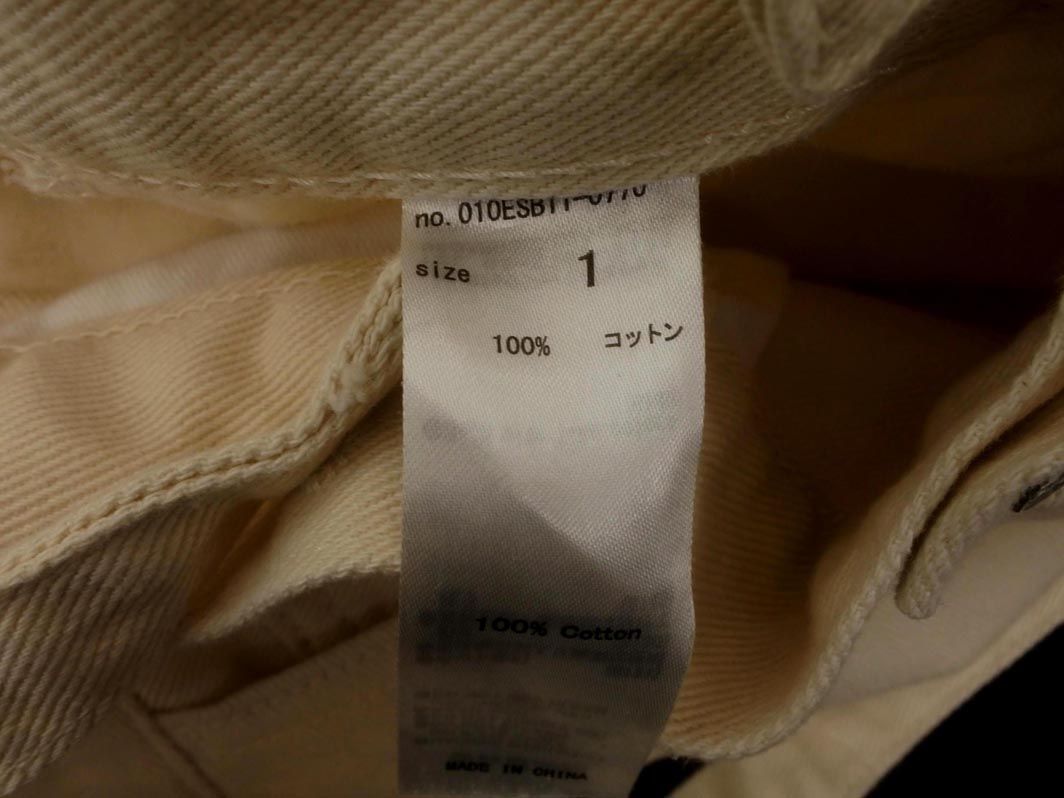 no. 010ESB11-0770
size 1
100% コットン
100% Cotton
MADE IN CHINA